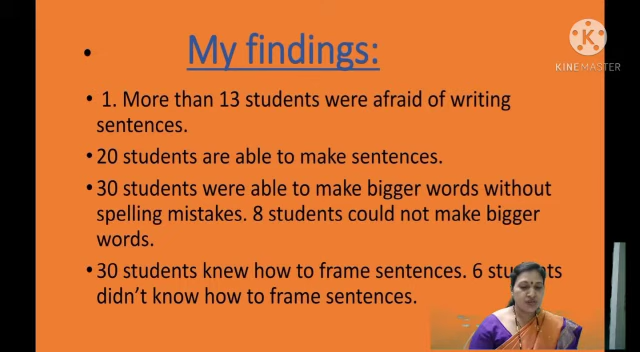 My findings:
K
KINEMASTER
• 1. More than 13 students were afraid of writing
sentences.
• 20 students are able to make sentences.
• 30 students were able to make bigger words without
spelling mistakes. 8 students could not make bigger
words.
• 30 students knew how to frame sentences. 6 students
didn't know how to frame sentences.